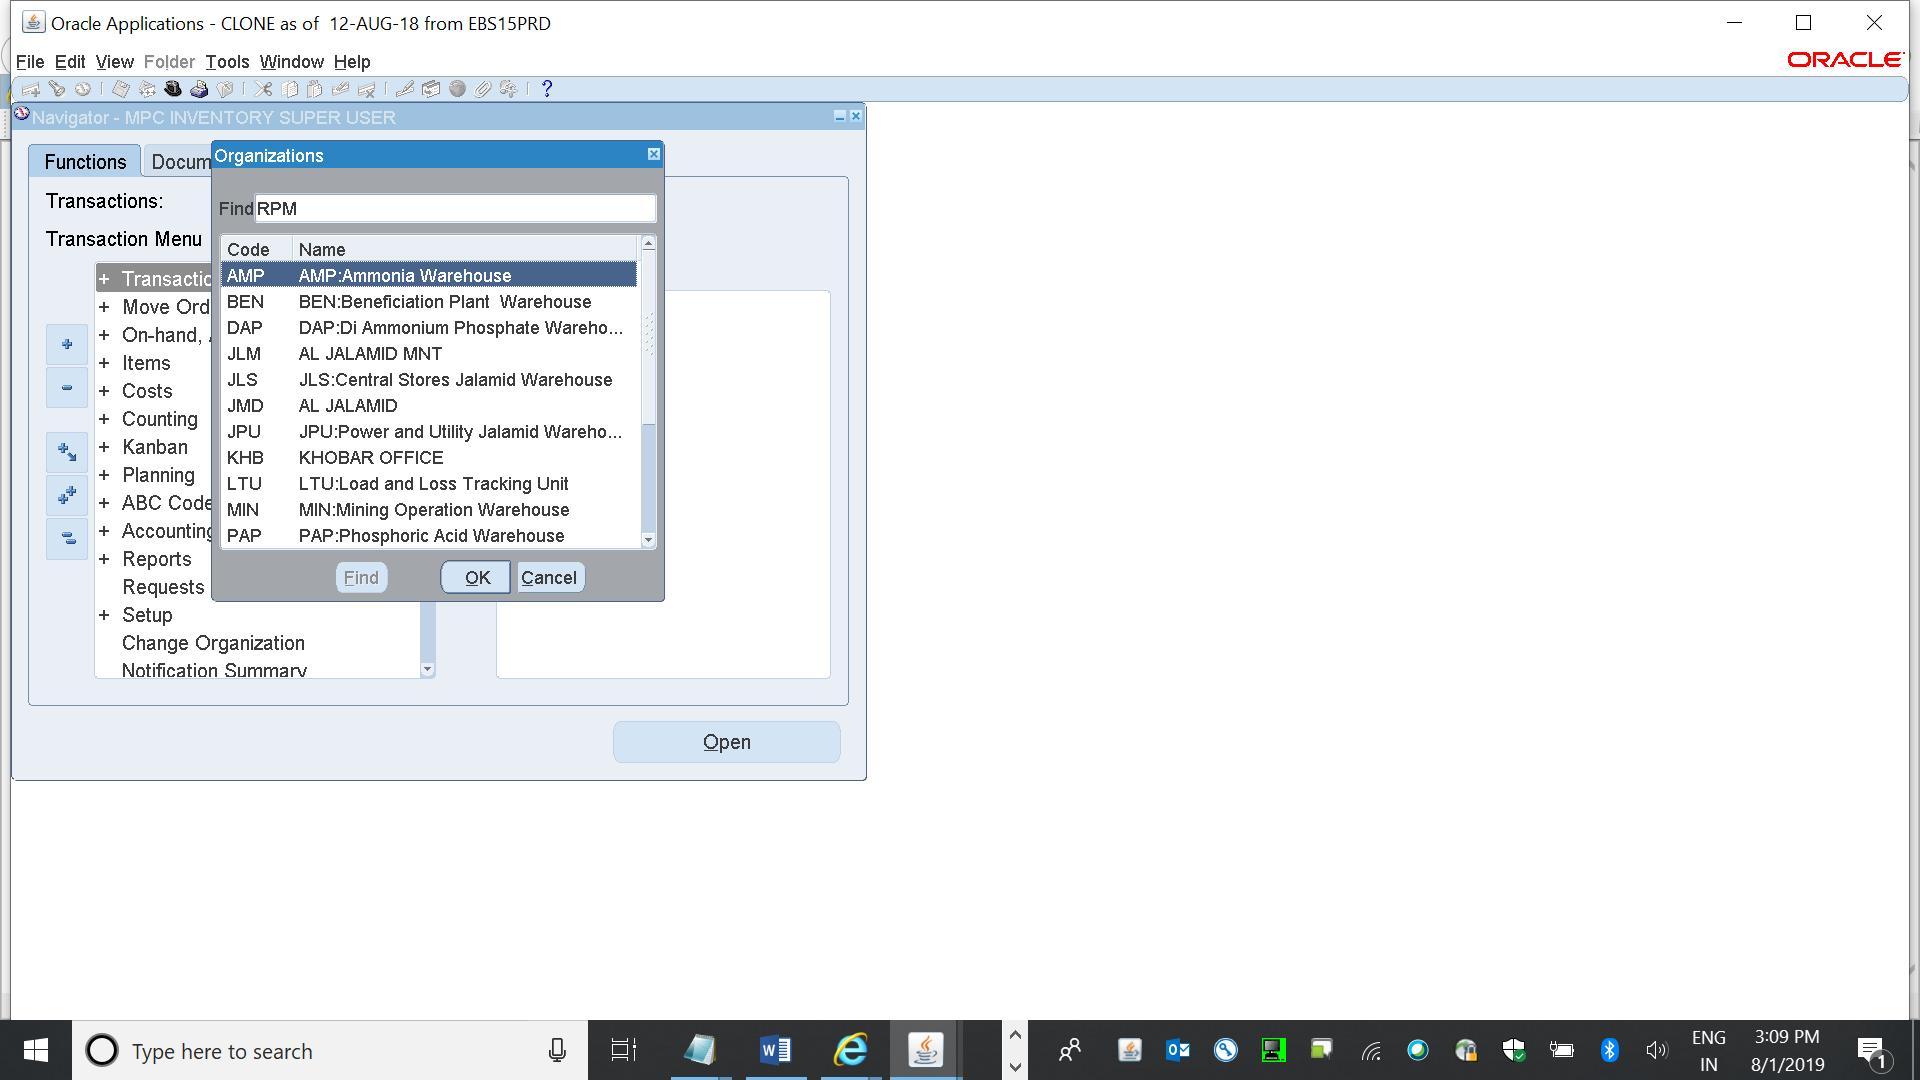 Oracle Applications - CLONE as of  12-AUG-18 from EBS15PRD
File Edit View Folder Tools Window Help
ORACLE
Navigator - MPC INVENTORY SUPER USER
Functions
Docum
Organizations
Transactions:
Find RPM
Transaction Menu
Code Name
AMP AMP:Ammonia Warehouse
BEN BEN:Beneficiation Plant  Warehouse
DAP DAP:Di Ammonium Phosphate Wareho...
JLM AL JALAMID MNT
JLS JLS:Central Stores Jalamid Warehouse
JMD AL JALAMID
JPU JPU:Power and Utility Jalamid Wareho...
KHB KHOBAR OFFICE
LTU LTU:Load and Loss Tracking Unit
MIN MIN:Mining Operation Warehouse
PAP PAP:Phosphoric Acid Warehouse
Find OK Cancel
+ Transactio
+ Move Ord
+ On-hand,
+ Items
+ Costs
+ Counting
+ Kanban
+ Planning
+ ABC Code
+ Accounting
+ Reports
Requests
+ Setup
Change Organization
Notification Summary
Open
Type here to search
ENG
IN
3:09 PM
8/1/2019
1